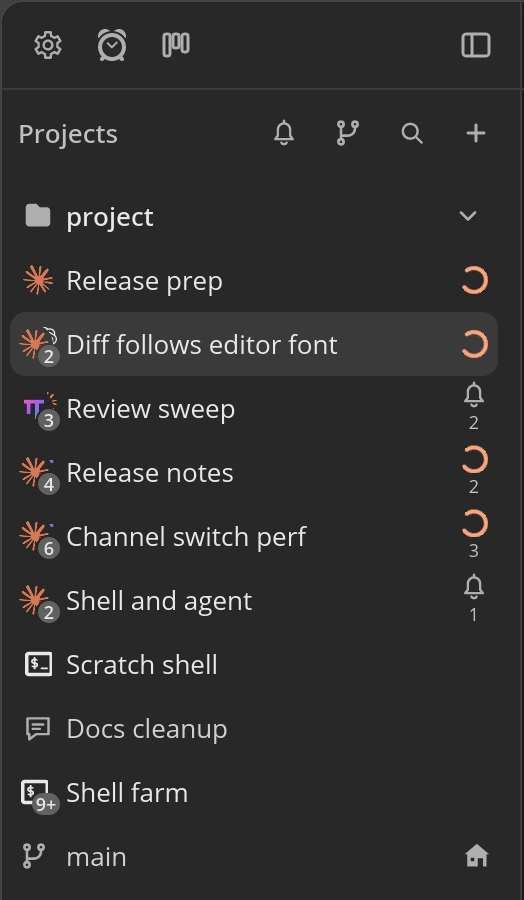 Projects
project
Release prep
2 Diff follows editor font
3 Review sweep 2
4 Release notes 2
6 Channel switch perf 3
2 Shell and agent 1
$_ Scratch shell
Docs cleanup
$ 9+ Shell farm
main